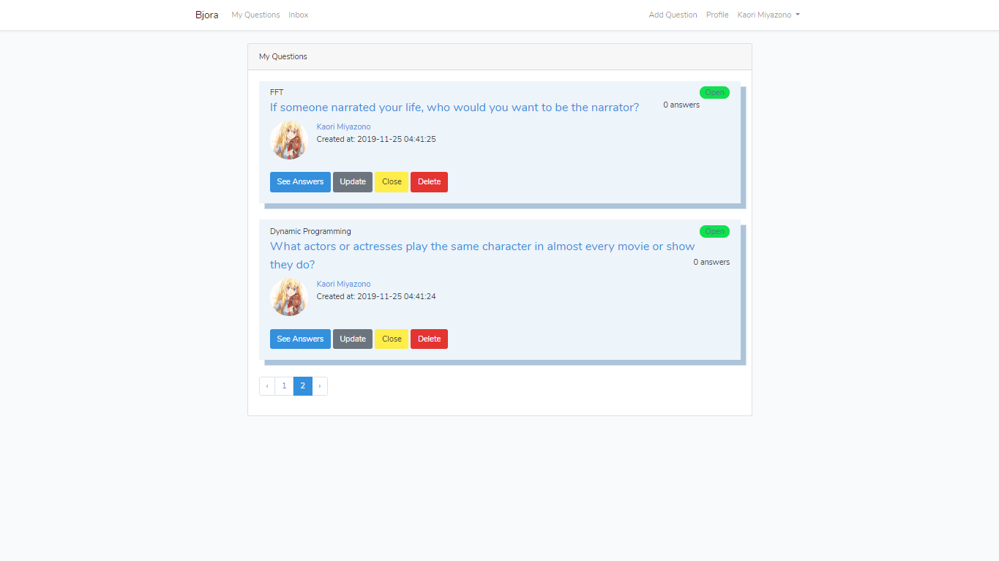 Bjora My Questions Inbox Add Question Profile Kaori Miyazono
My Questions
FFT Open
If someone narrated your life, who would you want to be the narrator? 0 answers
Kaori Miyazono
Created at: 2019-11-25 04:41:25
See Answers Update Close Delete
Dynamic Programming Open
What actors or actresses play the same character in almost every movie or show
they do? 0 answers
Kaori Miyazono
Created at: 2019-11-25 04:41:24
See Answers Update Close Delete
‹ 1 2 ›